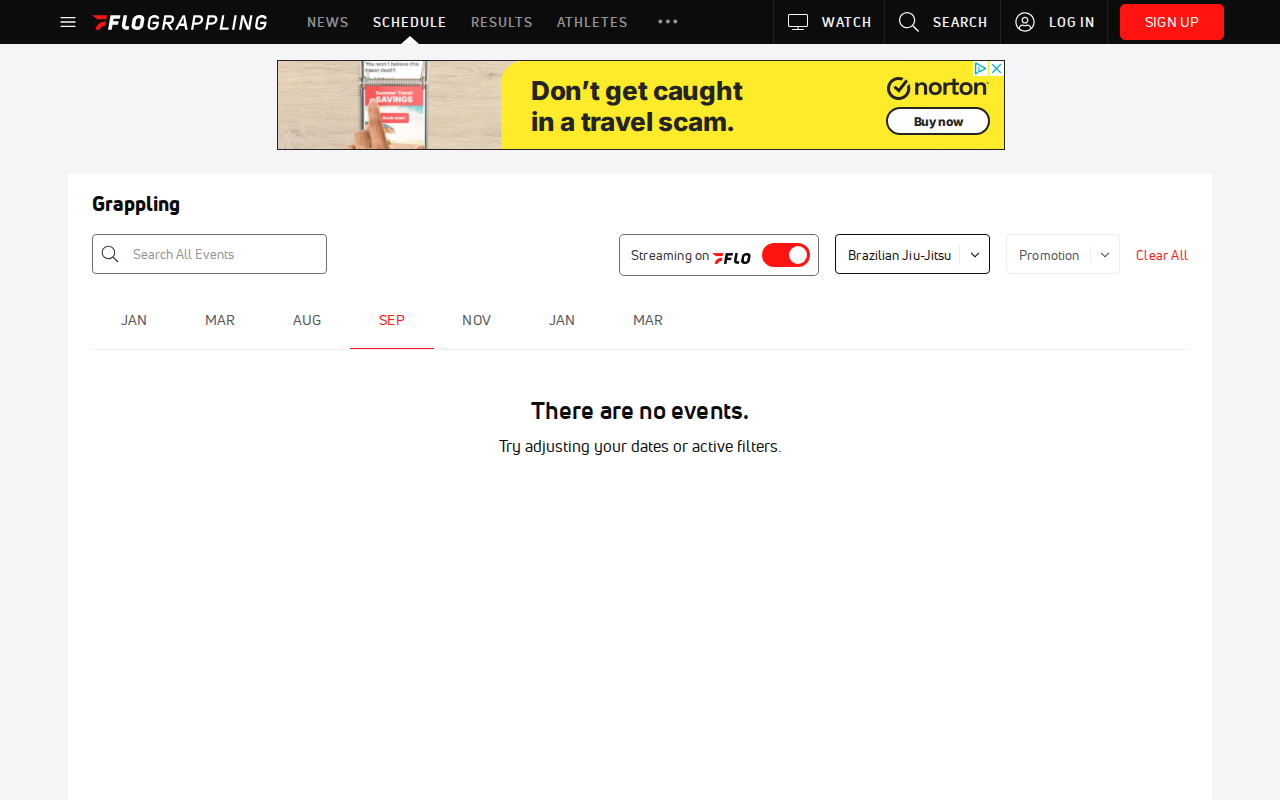 FLOGRAPPLING NEWS SCHEDULE RESULTS ATHLETES ••• WATCH SEARCH LOG IN SIGN UP
You won't believe this
travel deal!!!
Summer Travel
SAVINGS
Book now!
Don't get caught
in a travel scam.
norton
Buy now
Grappling
Search All Events
Streaming on FLO
Brazilian Jiu-Jitsu
Promotion
Clear All
JAN MAR AUG SEP NOV JAN MAR
There are no events.
Try adjusting your dates or active filters.